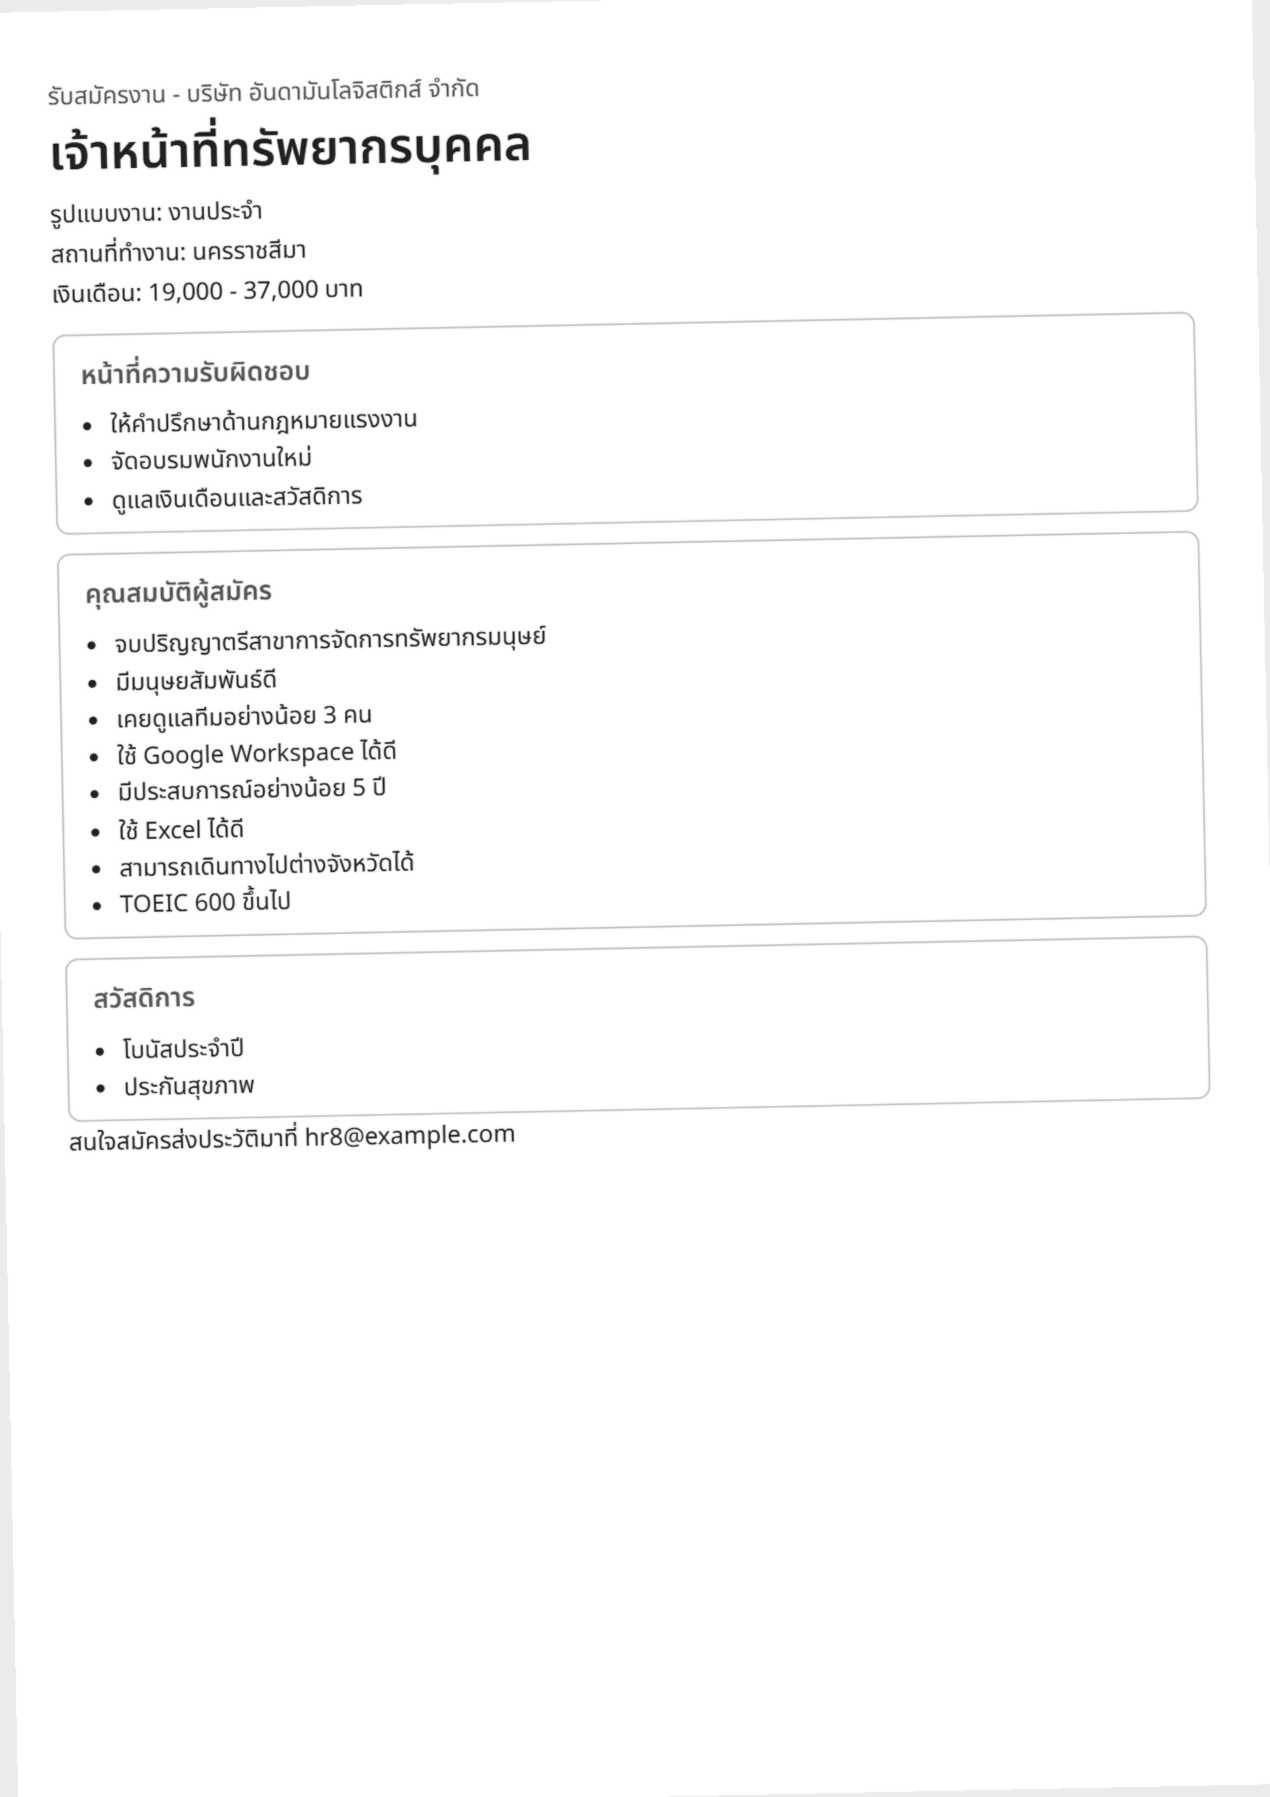 รับสมัครงาน - บริษัท อันดามันโลจิสติกส์ จำกัด
เจ้าหน้าที่ทรัพยากรบุคคล
รูปแบบงาน: งานประจำ
สถานที่ทำงาน: นครราชสีมา
เงินเดือน: 19,000 - 37,000 บาท
หน้าที่ความรับผิดชอบ
• ให้คำปรึกษาด้านกฎหมายแรงงาน
• จัดอบรมพนักงานใหม่
• ดูแลเงินเดือนและสวัสดิการ
คุณสมบัติผู้สมัคร
• จบปริญญาตรีสาขาการจัดการทรัพยากรมนุษย์
• มีมนุษยสัมพันธ์ดี
• เคยดูแลทีมอย่างน้อย 3 คน
• ใช้ Google Workspace ได้ดี
• มีประสบการณ์อย่างน้อย 5 ปี
• ใช้ Excel ได้ดี
• สามารถเดินทางไปต่างจังหวัดได้
• TOEIC 600 ขึ้นไป
สวัสดิการ
• โบนัสประจำปี
• ประกันสุขภาพ
สนใจสมัครส่งประวัติมาที่ hr8@example.com